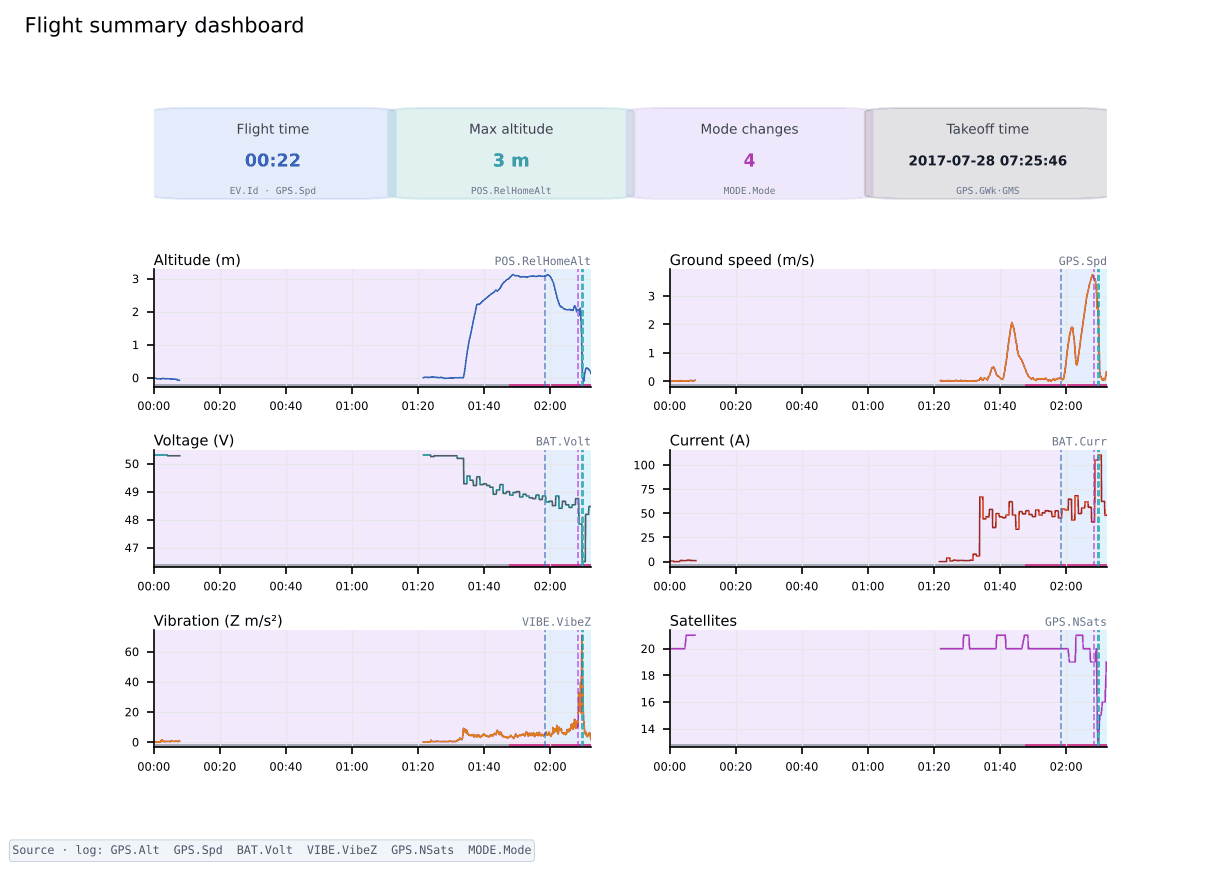 Flight summary dashboard
Flight time
00:22
EV.Id · GPS.Spd
Max altitude
3 m
POS.RelHomeAlt
Mode changes
4
MODE.Mode
Takeoff time
2017-07-28 07:25:46
GPS.GWk·GMS
Altitude (m)
POS.RelHomeAlt
3
2
1
0
00:00 00:20 00:40 01:00 01:20 01:40 02:00
Ground speed (m/s)
GPS.Spd
3
2
1
0
00:00 00:20 00:40 01:00 01:20 01:40 02:00
Voltage (V)
BAT.Volt
50
49
48
47
00:00 00:20 00:40 01:00 01:20 01:40 02:00
Current (A)
BAT.Curr
100
75
50
25
0
00:00 00:20 00:40 01:00 01:20 01:40 02:00
Vibration (Z m/s²)
VIBE.VibeZ
60
40
20
0
00:00 00:20 00:40 01:00 01:20 01:40 02:00
Satellites
GPS.NSats
20
18
16
14
00:00 00:20 00:40 01:00 01:20 01:40 02:00
Source · log: GPS.Alt GPS.Spd BAT.Volt VIBE.VibeZ GPS.NSats MODE.Mode